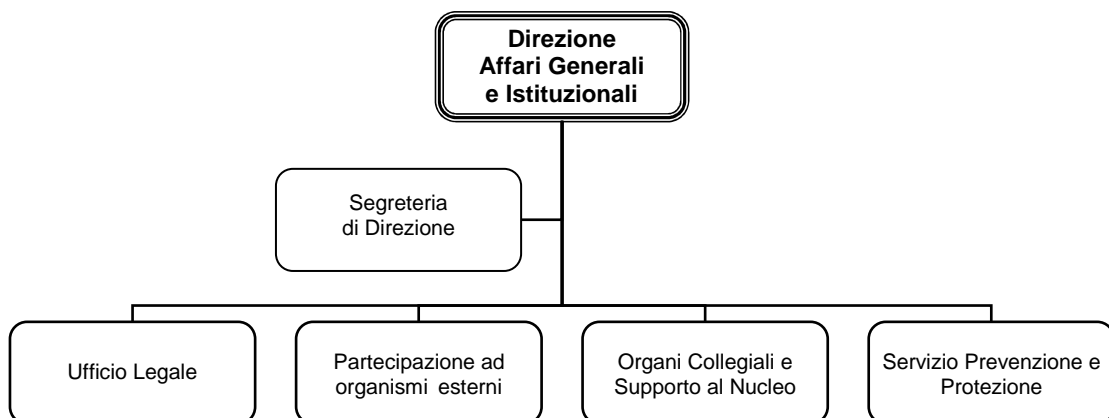 Direzione
Affari Generali
e Istituzionali
Segreteria
di Direzione
Ufficio Legale
Partecipazione ad
organismi esterni
Organi Collegiali e
Supporto al Nucleo
Servizio Prevenzione e
Protezione